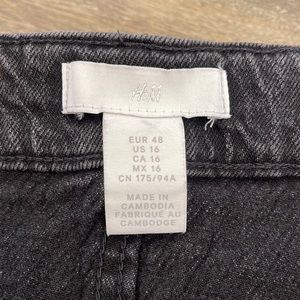 H&M
EUR 48
US 16
CA 16
MX 16
CN 175/94A
MADE IN
CAMBODIA
FABRIQUÉ AU
CAMBODGE